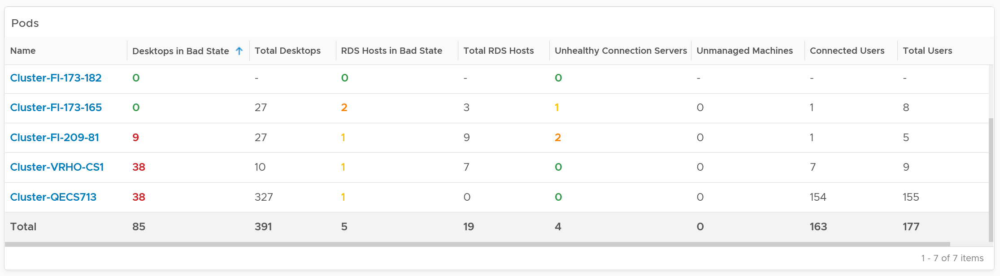 Pods
Name Desktops in Bad State Total Desktops RDS Hosts in Bad State Total RDS Hosts Unhealthy Connection Servers Unmanaged Machines Connected Users Total Users
Cluster-FI-173-182 0 - 0 - 0 - - -
Cluster-FI-173-165 0 27 2 3 1 0 1 8
Cluster-FI-209-81 9 27 1 9 2 0 1 5
Cluster-VRHO-CS1 38 10 1 7 0 0 7 9
Cluster-QECS713 38 327 1 0 0 0 154 155
Total 85 391 5 19 4 0 163 177
1 - 7 of 7 items